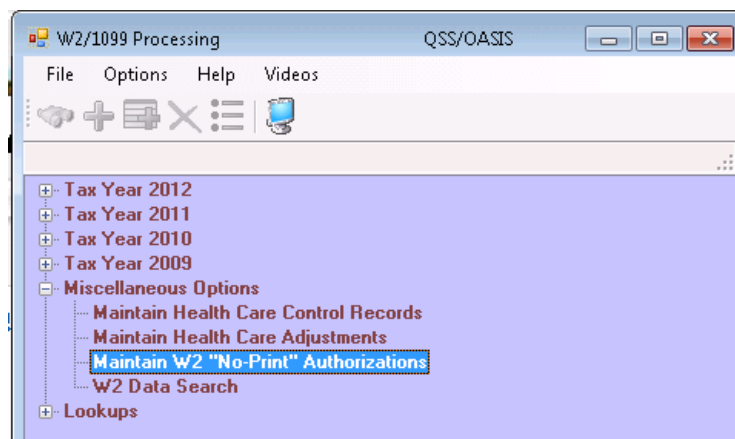 W2/1099 Processing QSS/OASIS
File Options Help Videos
Tax Year 2012
Tax Year 2011
Tax Year 2010
Tax Year 2009
Miscellaneous Options
Maintain Health Care Control Records
Maintain Health Care Adjustments
Maintain W2 "No-Print" Authorizations
W2 Data Search
Lookups